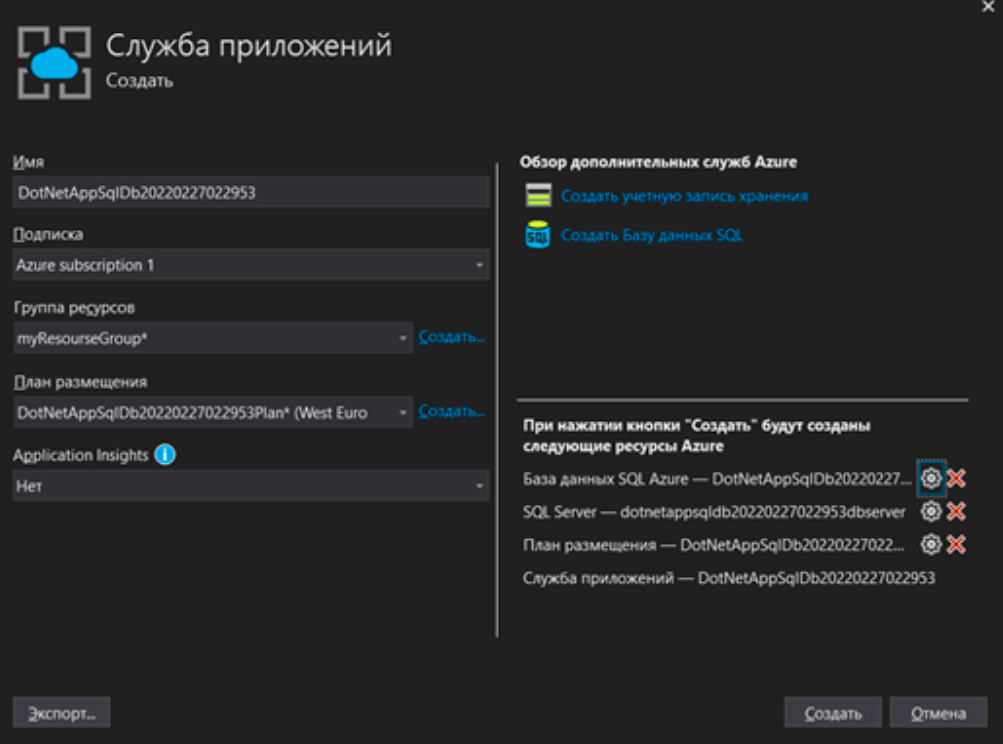 Служба приложений
Создать
Имя
DotNetAppSqlDb20220227022953
Подписка
Azure subscription 1
Группа ресурсов
myResourseGroup*
Создать...
План размещения
DotNetAppSqlDb20220227022953Plan* (West Euro
Создать...
Application Insights
Нет
Обзор дополнительных служб Azure
Создать учетную запись хранения
SQL
Создать Базу данных SQL
При нажатии кнопки "Создать" будут созданы
следующие ресурсы Azure
База данных SQL Azure — DotNetAppSqlDb20220227...
SQL Server — dotnetappsqldb20220227022953dbserver
План размещения — DotNetAppSqlDb20220227022...
Служба приложений — DotNetAppSqlDb20220227022953
Экспорт...
Создать
Отмена